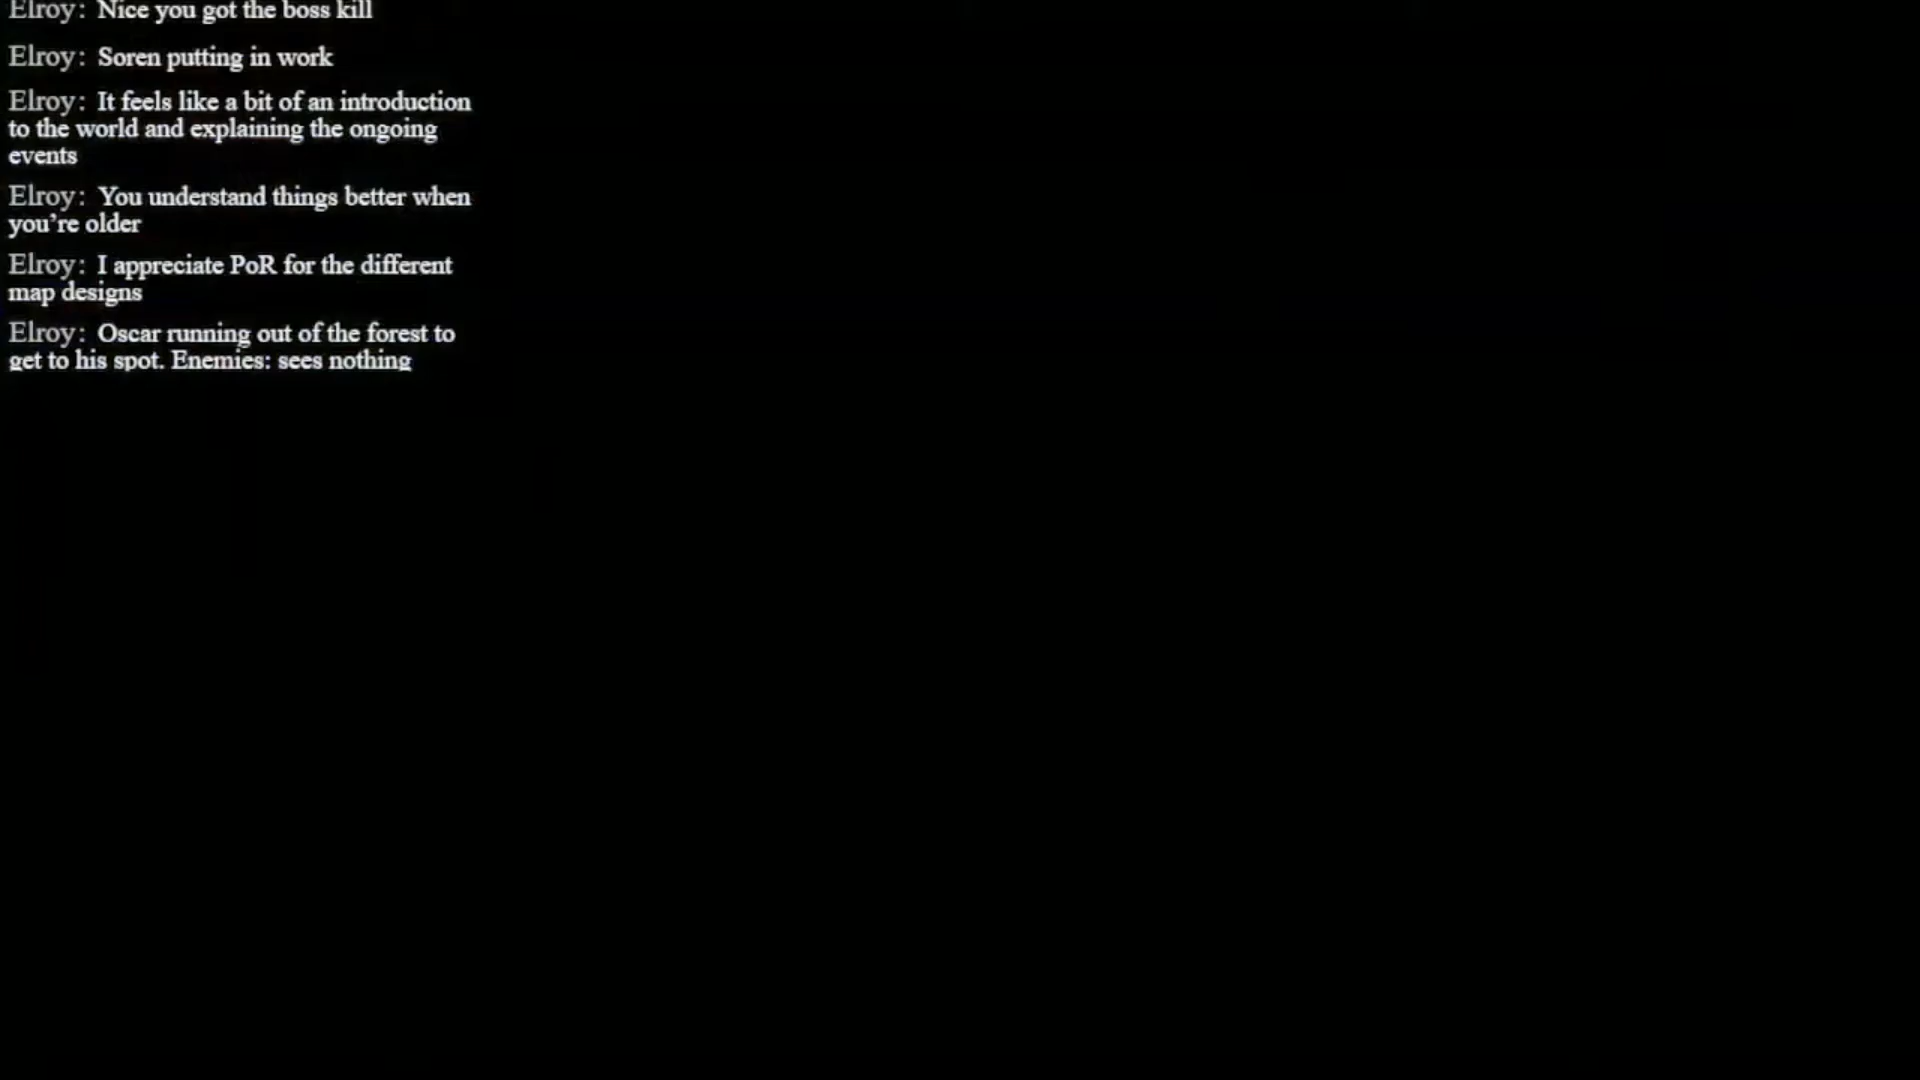 Elroy: Nice you got the boss kill
Elroy: Soren putting in work
Elroy: It feels like a bit of an introduction
to the world and explaining the ongoing
events
Elroy: You understand things better when
you’re older
Elroy: I appreciate PoR for the different
map designs
Elroy: Oscar running out of the forest to
get to his spot. Enemies: sees nothing